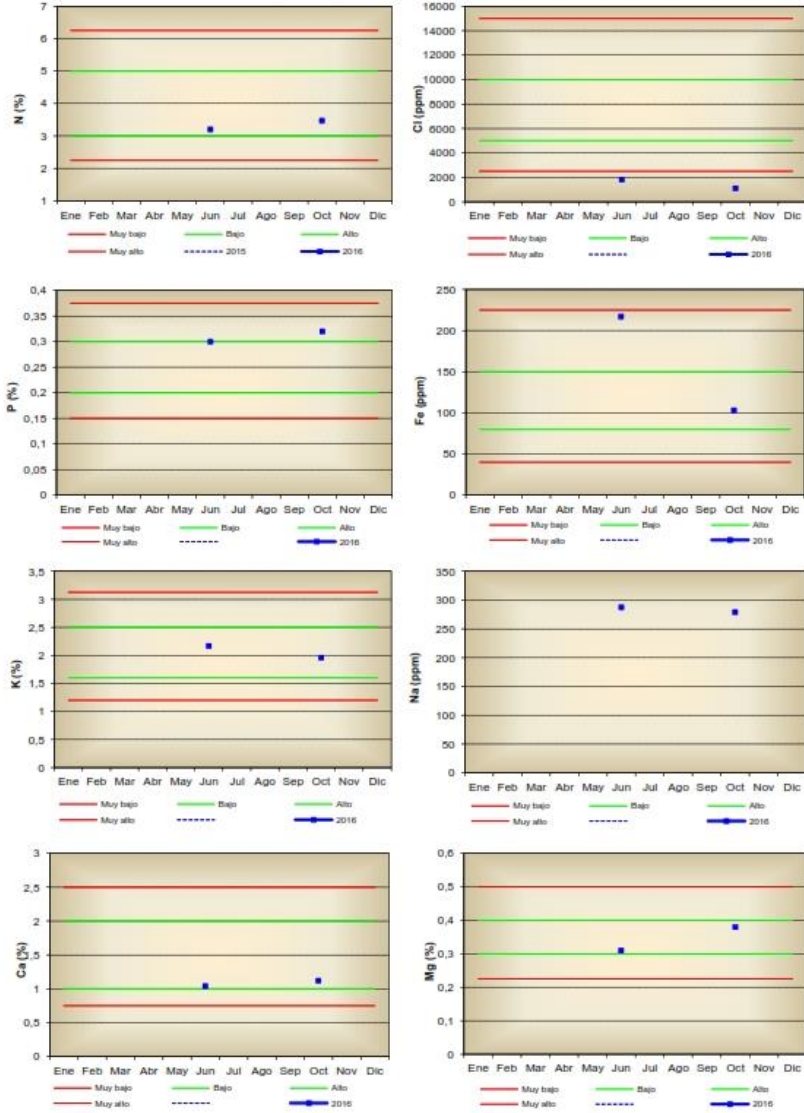 7
6
5
4
3
2
1
N (%)
Ene Feb Mar Abr May Jun Jul Ago Sep Oct Nov Dic
Muy bajo Bajo Alto
Muy alto 2015 2016
16000
14000
12000
10000
8000
6000
4000
2000
0
Cl (ppm)
Ene Feb Mar Abr May Jun Jul Ago Sep Oct Nov Dic
Muy bajo Bajo Alto
Muy alto 2016
0,4
0,35
0,3
0,25
0,2
0,15
0,1
0,05
0
P (%)
Ene Feb Mar Abr May Jun Jul Ago Sep Oct Nov Dic
Muy bajo Bajo Alto
Muy alto 2016
250
200
150
100
50
0
Fe (ppm)
Ene Feb Mar Abr May Jun Jul Ago Sep Oct Nov Dic
Muy bajo Bajo Alto
Muy alto 2016
3,5
3
2,5
2
1,5
1
0,5
0
K (%)
Ene Feb Mar Abr May Jun Jul Ago Sep Oct Nov Dic
Muy bajo Bajo Alto
Muy alto 2016
350
300
250
200
150
100
50
0
Na (ppm)
Ene Feb Mar Abr May Jun Jul Ago Sep Oct Nov Dic
Muy bajo Bajo Alto
Muy alto 2016
3
2,5
2
1,5
1
0,5
0
Ca (%)
Ene Feb Mar Abr May Jun Jul Ago Sep Oct Nov Dic
Muy bajo Bajo Alto
Muy alto 2016
0,6
0,5
0,4
0,3
0,2
0,1
0
Mg (%)
Ene Feb Mar Abr May Jun Jul Ago Sep Oct Nov Dic
Muy bajo Bajo Alto
Muy alto 2016